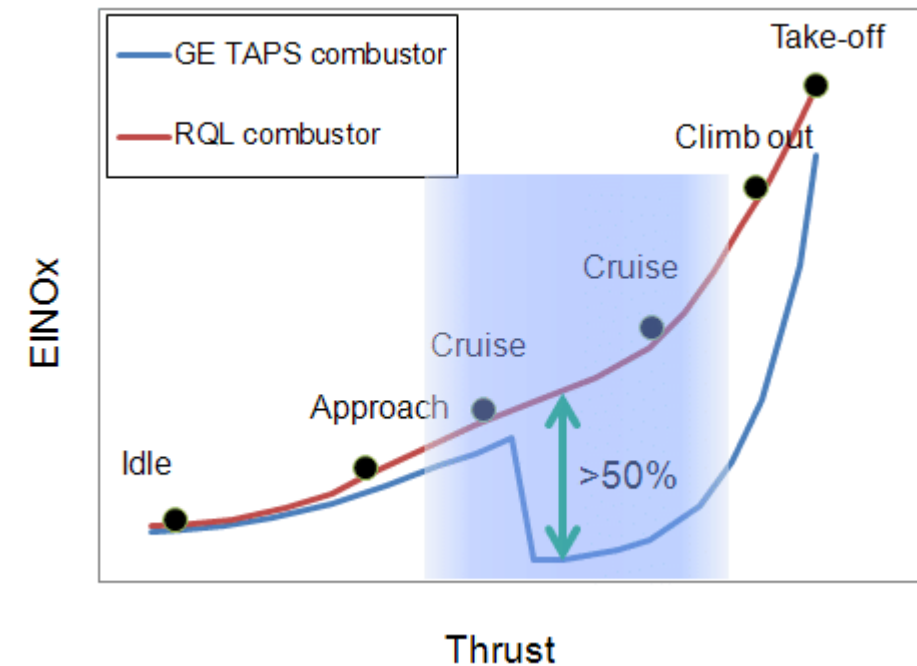 GE TAPS combustor
RQL combustor
Take-off
Climb out
Cruise
Cruise
Approach
Idle
>50%
EINOx
Thrust